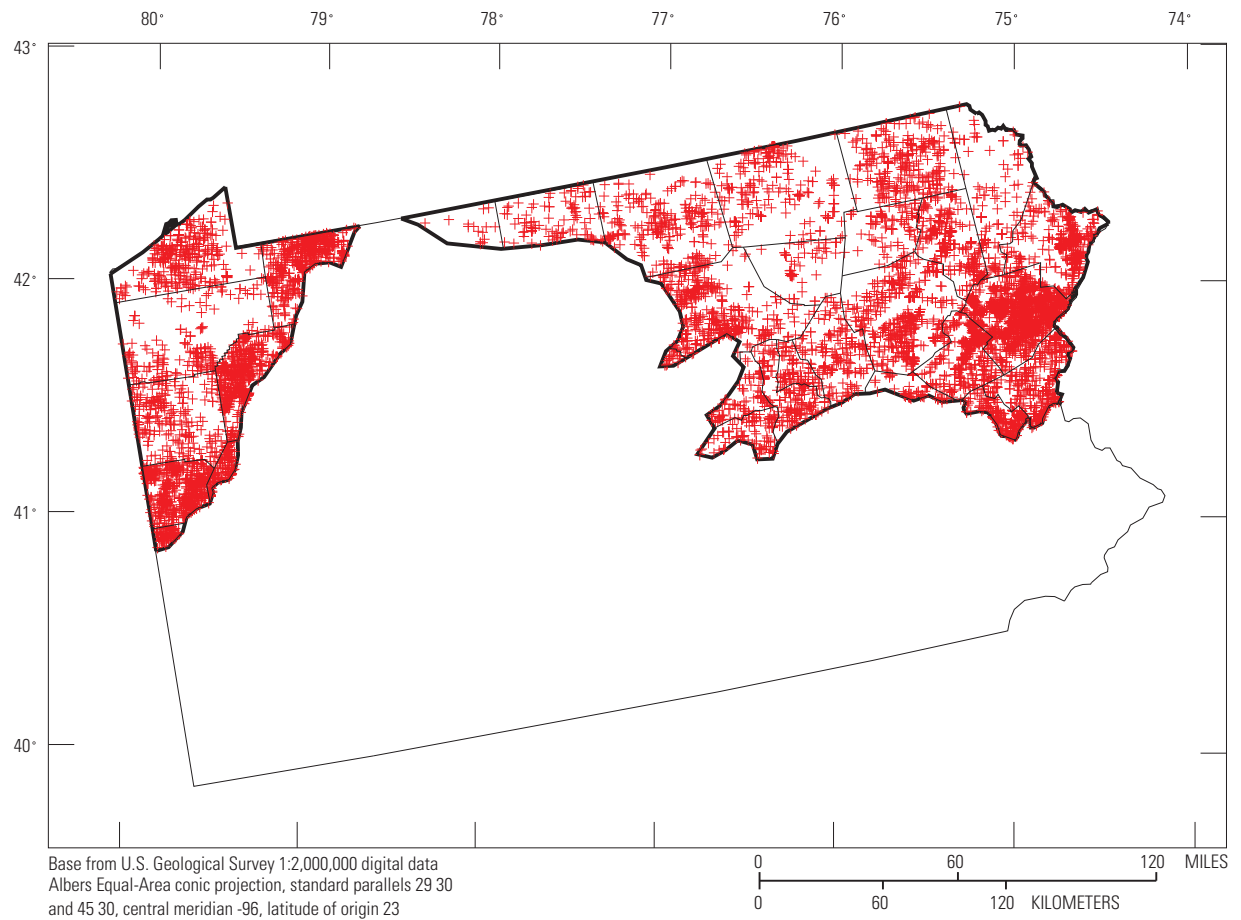 80° 79° 78° 77° 76° 75° 74°
43°
42°
41°
40°
Base from U.S. Geological Survey 1:2,000,000 digital data
Albers Equal-Area conic projection, standard parallels 29 30
and 45 30, central meridian -96, latitude of origin 23
0 60 120 MILES
0 60 120 KILOMETERS